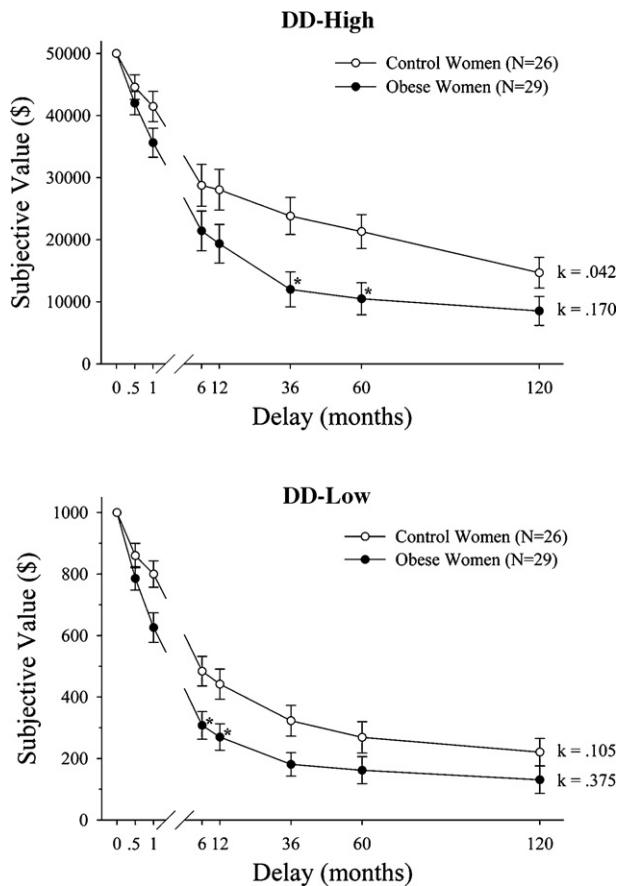 DD-High
Control Women (N=26)
Obese Women (N=29)
Subjective Value ($)
50000
40000
30000
20000
10000
0
* *
k = .042
k = .170
0 .5 1 6 12 36 60 120
Delay (months)
DD-Low
Control Women (N=26)
Obese Women (N=29)
Subjective Value ($)
1000
800
600
400
200
0
* *
k = .105
k = .375
0 .5 1 6 12 36 60 120
Delay (months)